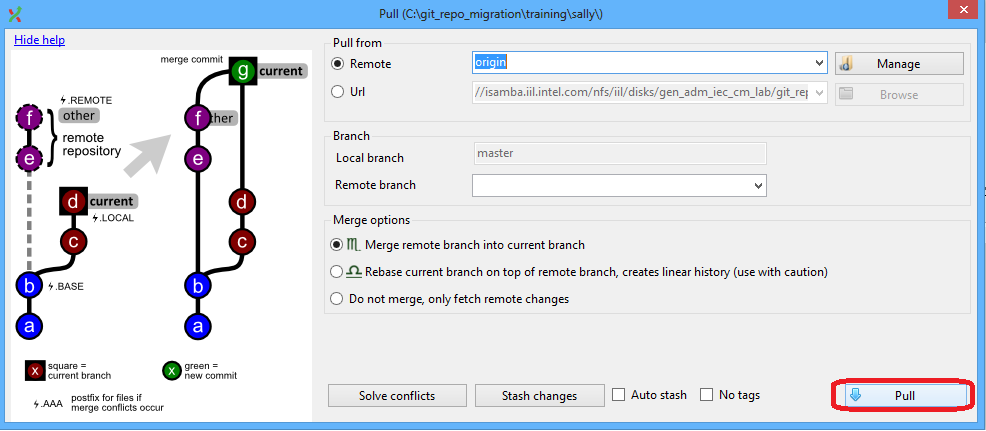 Pull (C:\git_repo_migration\training\sally\)
Hide help
merge commit
g current
.REMOTE
other
f
e
remote
repository
f ther
e
d current
.LOCAL
c
d
c
b
.BASE
b
a
a
x
square =
current branch
x
green =
new commit
.AAA
postfix for files if
merge conflicts occur
Pull from
Remote
origin
Manage
Url
//isamba.iil.intel.com/nfs/iil/disks/gen_adm_iec_cm_lab/git_rep
Browse
Branch
Local branch
master
Remote branch
Merge options
Merge remote branch into current branch
Rebase current branch on top of remote branch, creates linear history (use with caution)
Do not merge, only fetch remote changes
Solve conflicts
Stash changes
Auto stash
No tags
Pull